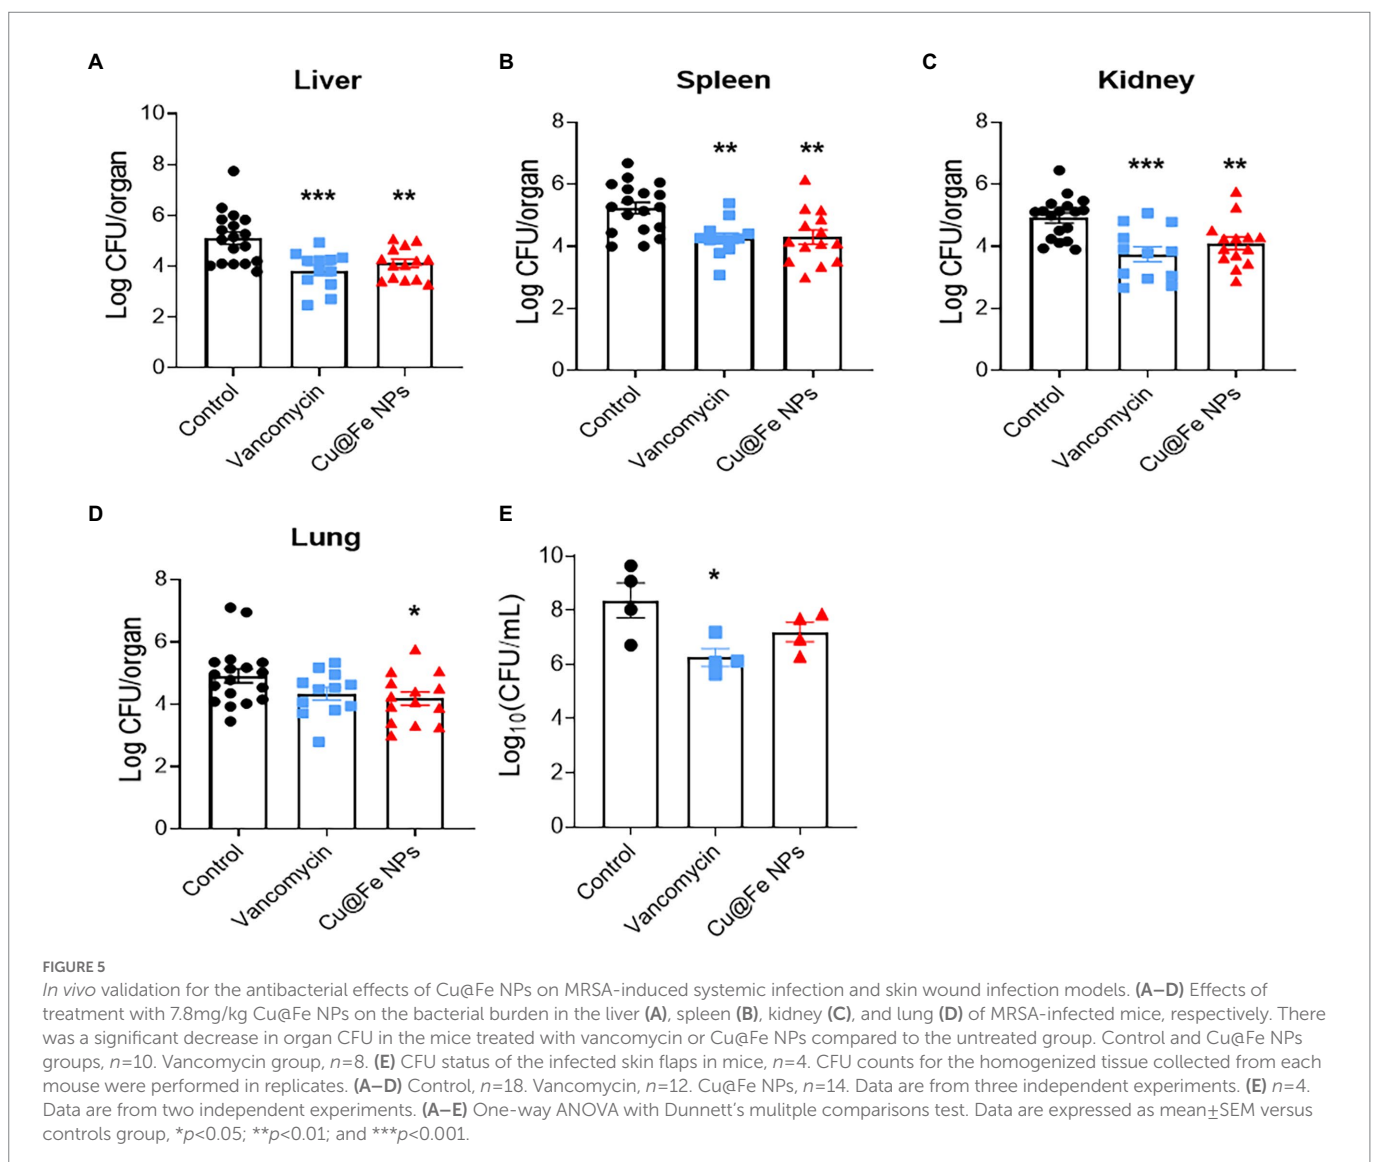 A
Liver
Log CFU/organ
10
8
6
4
2
0
***
**
Control
Vancomycin
Cu@Fe NPs
B
Spleen
Log CFU/organ
8
6
4
2
0
**
**
Control
Vancomycin
Cu@Fe NPs
C
Kidney
Log CFU/organ
8
6
4
2
0
***
**
Control
Vancomycin
Cu@Fe NPs
D
Lung
Log CFU/organ
8
6
4
2
0
*
Control
Vancomycin
Cu@Fe NPs
E
Log₁₀(CFU/mL)
10
8
6
4
2
0
*
Control
Vancomycin
Cu@Fe NPs
FIGURE 5
In vivo validation for the antibacterial effects of Cu@Fe NPs on MRSA-induced systemic infection and skin wound infection models. (A–D) Effects of
treatment with 7.8mg/kg Cu@Fe NPs on the bacterial burden in the liver (A), spleen (B), kidney (C), and lung (D) of MRSA-infected mice, respectively. There
was a significant decrease in organ CFU in the mice treated with vancomycin or Cu@Fe NPs compared to the untreated group. Control and Cu@Fe NPs
groups, n=10. Vancomycin group, n=8. (E) CFU status of the infected skin flaps in mice, n=4. CFU counts for the homogenized tissue collected from each
mouse were performed in replicates. (A–D) Control, n=18. Vancomycin, n=12. Cu@Fe NPs, n=14. Data are from three independent experiments. (E) n=4.
Data are from two independent experiments. (A–E) One-way ANOVA with Dunnett's mulitple comparisons test. Data are expressed as mean±SEM versus
controls group, *p<0.05; **p<0.01; and ***p<0.001.